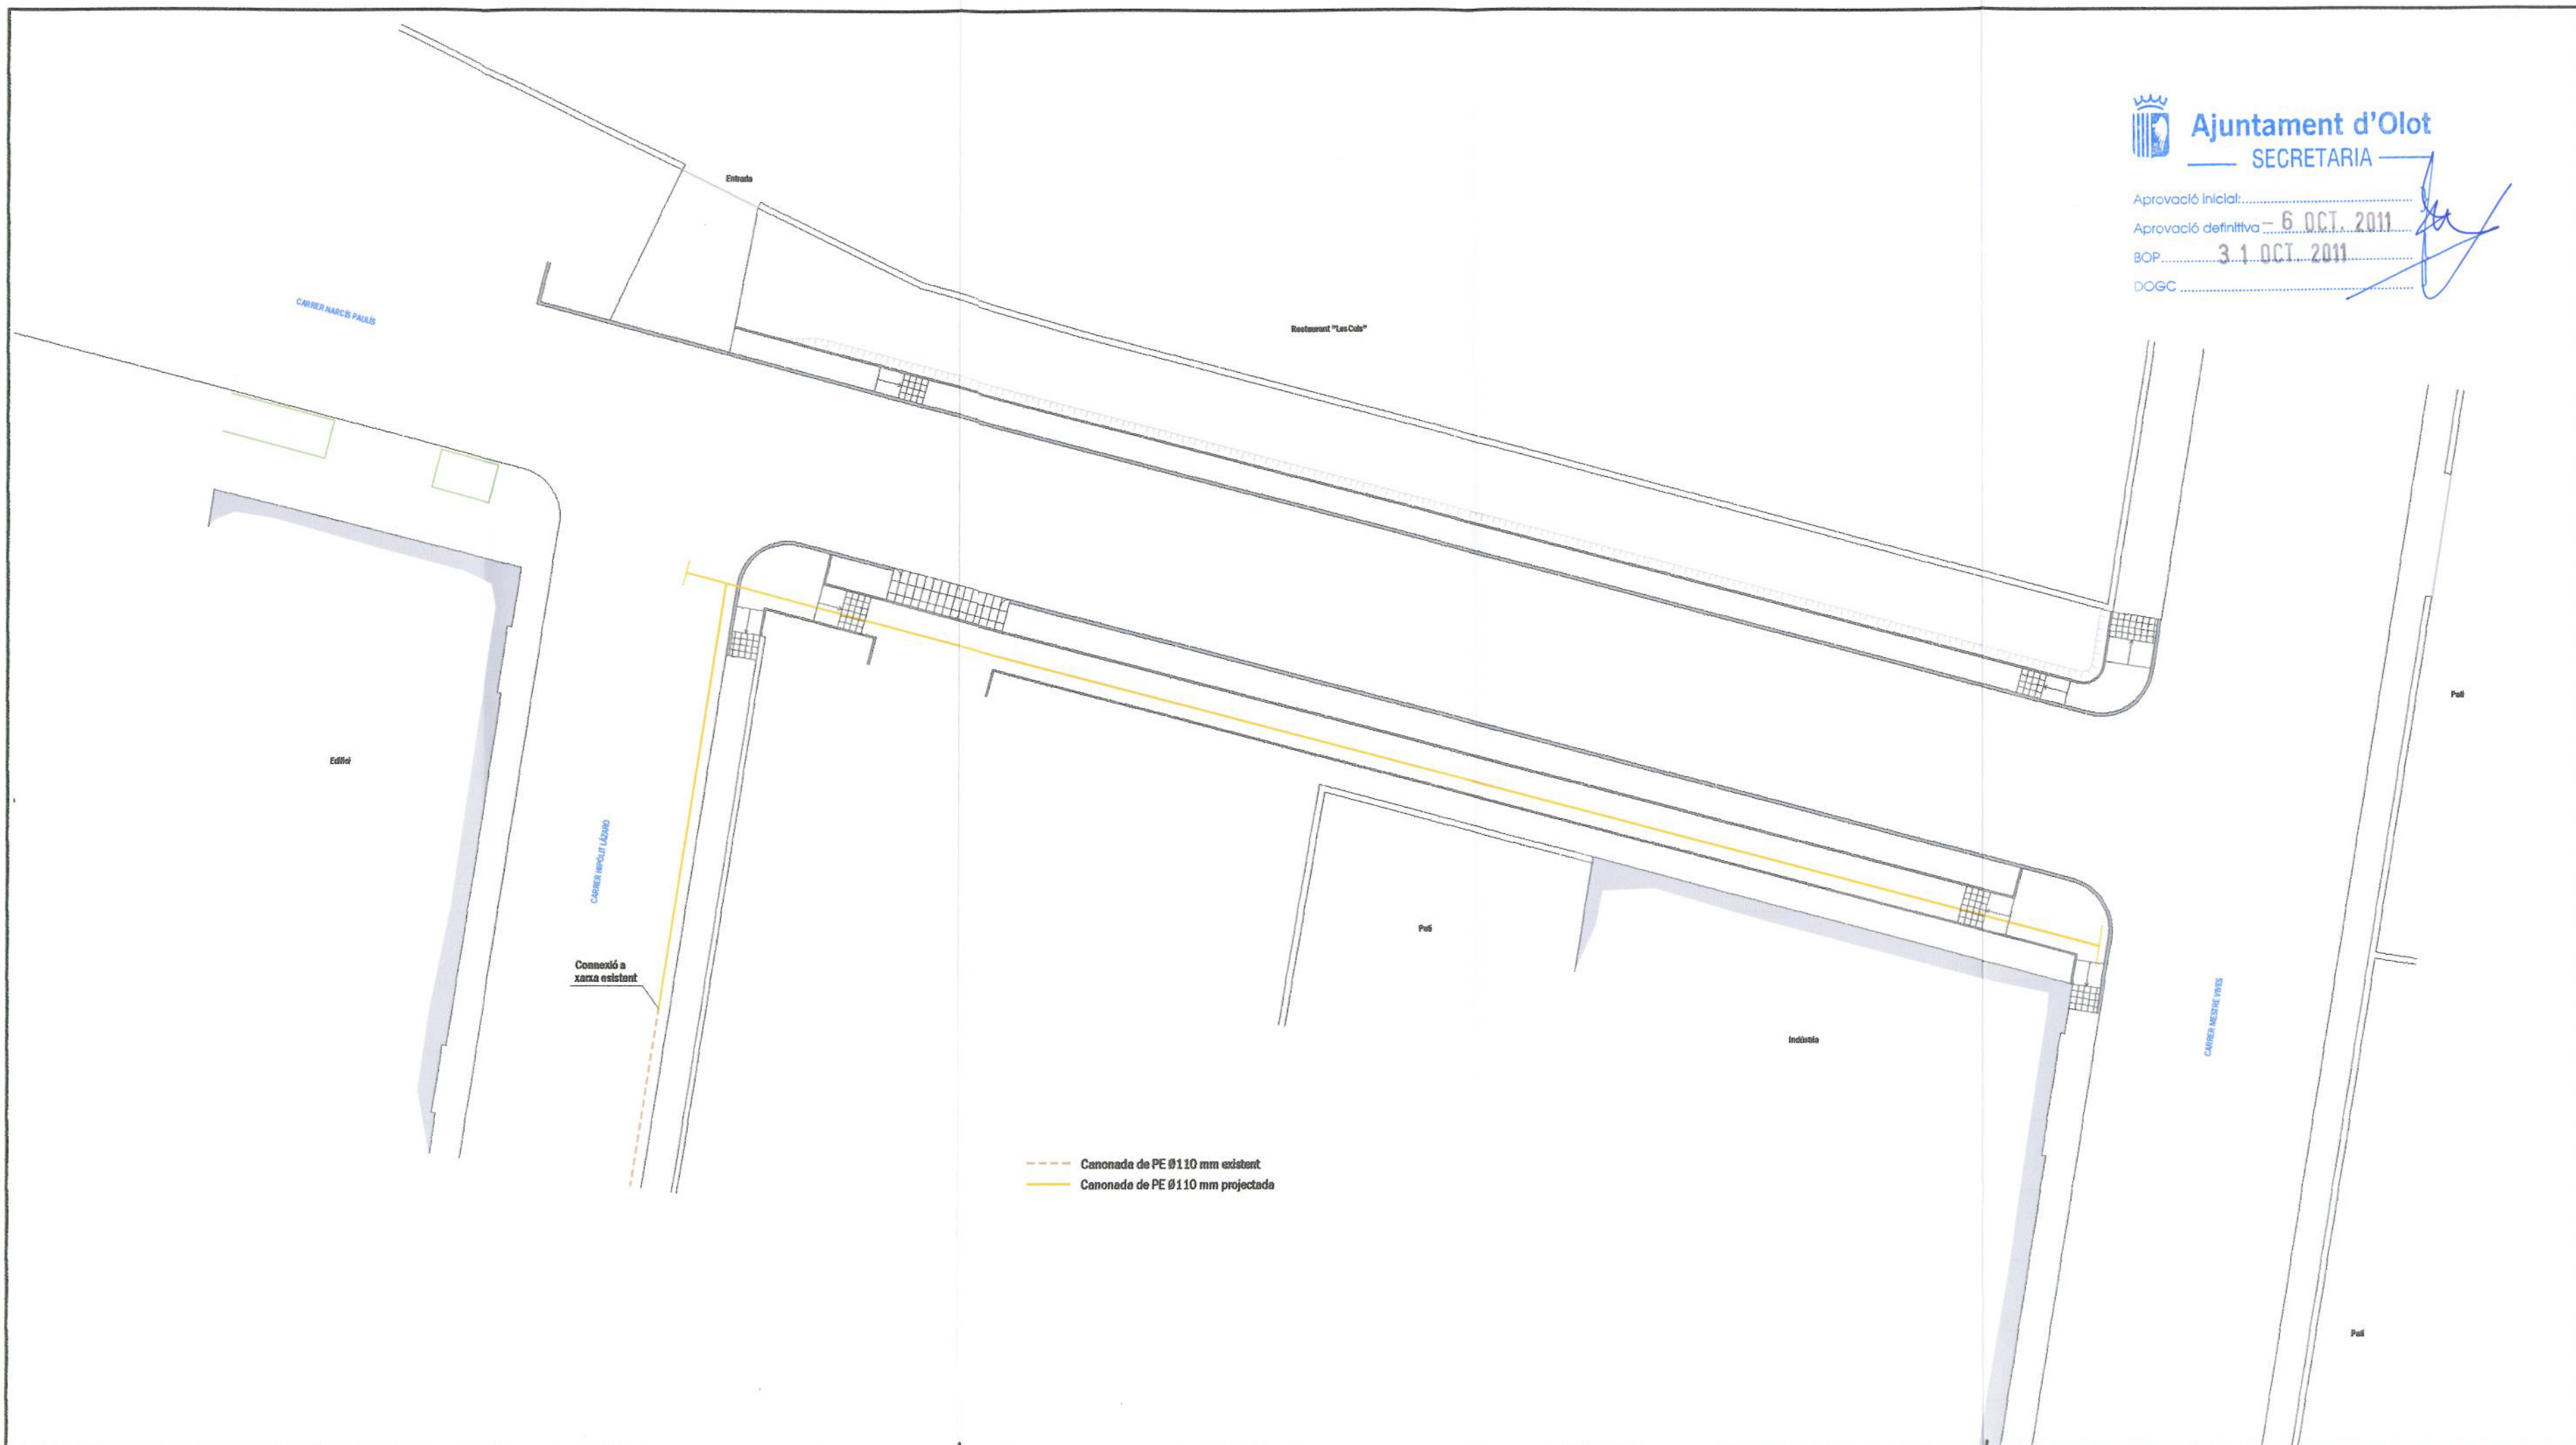 Ajuntament d'Olot
SECRETARIA
Aprovació inicial:
Aprovació definitiva - 6 OCT. 2011
BOP 31 OCT. 2011
DOGC
Entrada
CARRER NARCÍS PAULÍS
Restaurant "Les Cols"
Edifici
CARRER HIPÒLIT LÁZARO
Connexió a
xarxa esistent
Pati
Pati
Indústria
CARRER MESTRE VIVES
Canonada de PE Ø110 mm existent
Canonada de PE Ø110 mm projectada
Pati